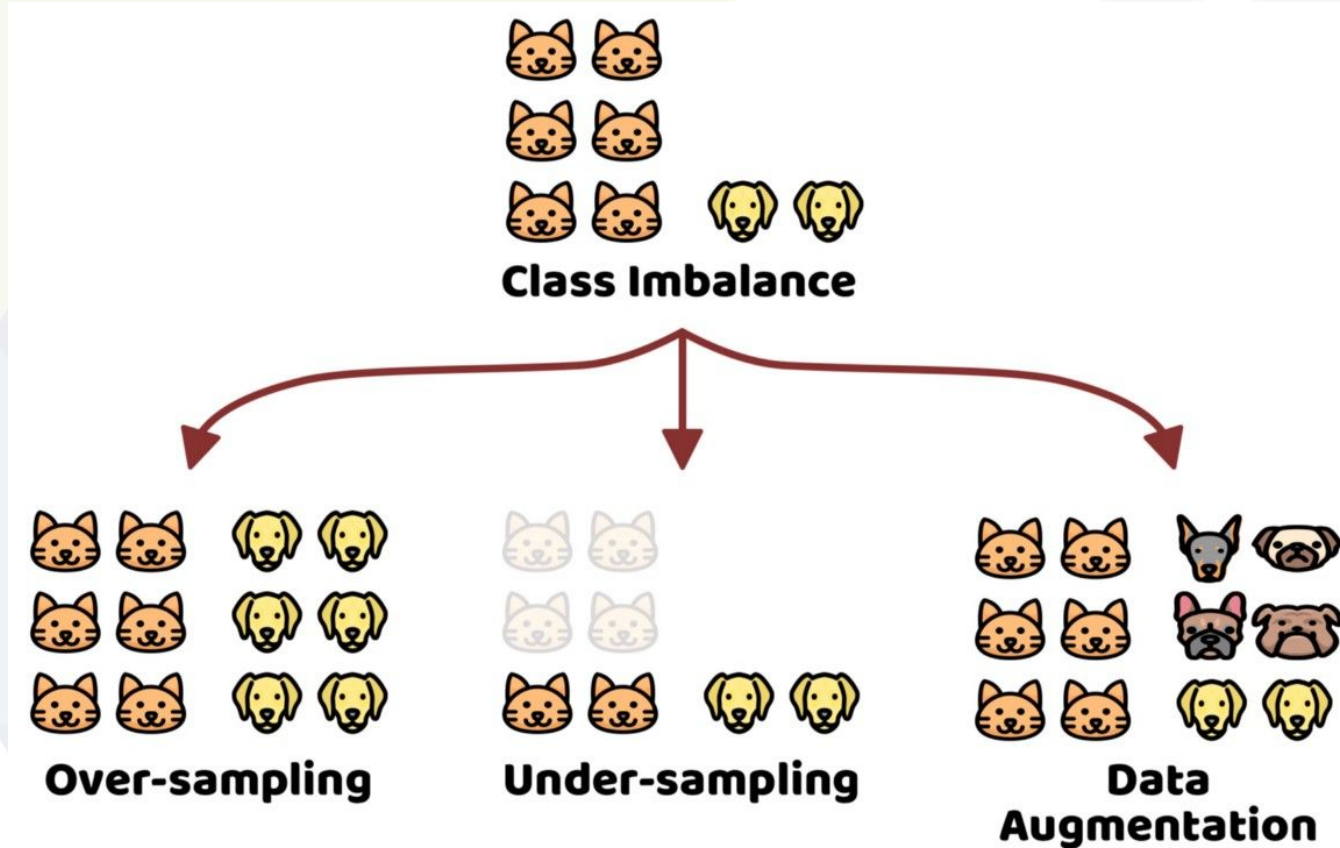 Class Imbalance
Over-sampling
Under-sampling
Data
Augmentation